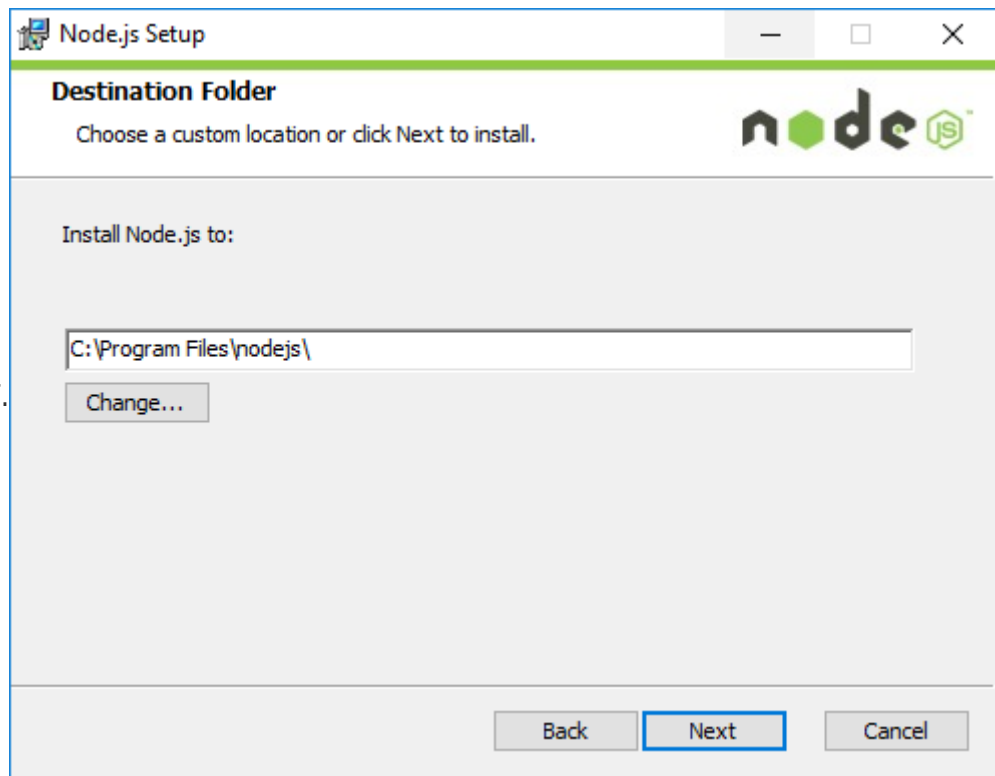 Node.js Setup
Destination Folder
Choose a custom location or click Next to install.
node JS™
Install Node.js to:
C:\Program Files\nodejs\
.
Change...
Back Next Cancel